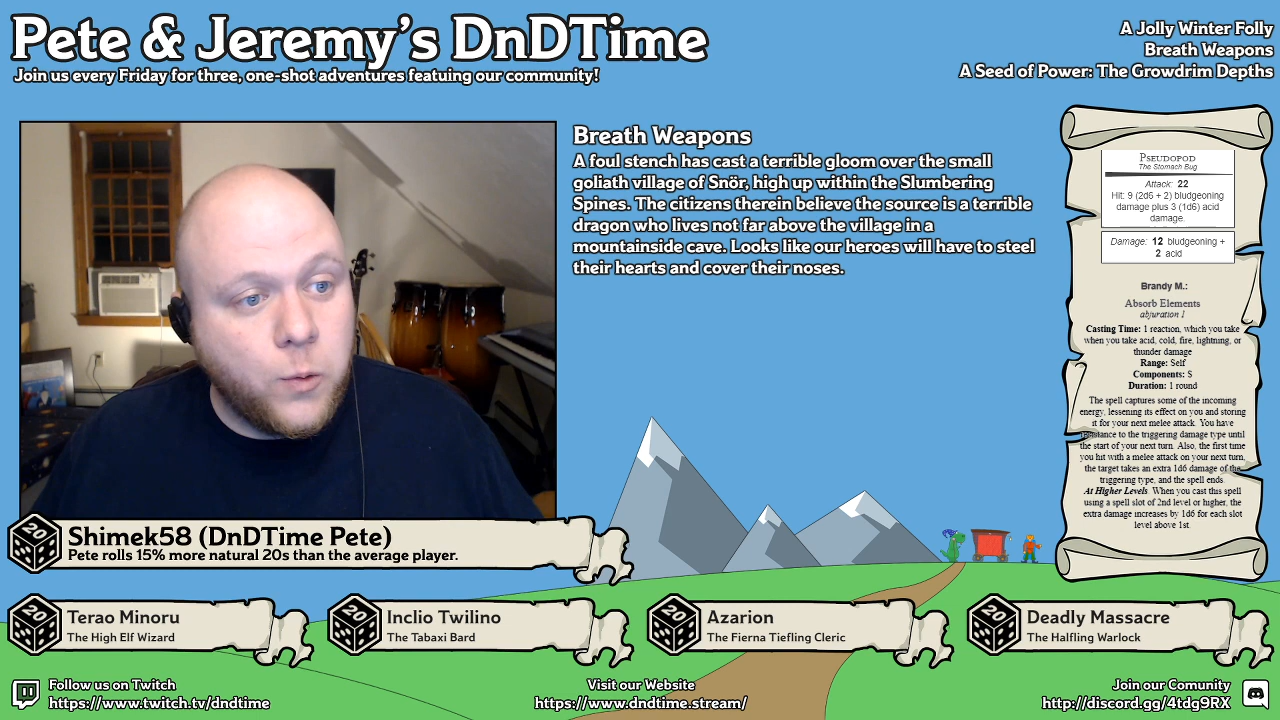 Pete & Jeremy's DnDTime
Join us every Friday for three, one-shot adventures featuing our community!
A Jolly Winter Folly
Breath Weapons
A Seed of Power: The Growdrim Depths
Breath Weapons
A foul stench has cast a terrible gloom over the small
goliath village of Snör, high up within the Slumbering
Spines. The citizens therein believe the source is a terrible
dragon who lives not far above the village in a
mountainside cave. Looks like our heroes will have to steel
their hearts and cover their noses.
Pseudopod
The Stomach Bug
Attack: 22
Hit: 9 (2d6 + 2) bludgeoning
damage plus 3 (1d6) acid
damage.
Damage: 12 bludgeoning +
2 acid
Brandy M.:
Absorb Elements
abjuration 1
Casting Time: 1 reaction, which you take
when you take acid, cold, fire, lightning, or
thunder damage
Range: Self
Components: S
Duration: 1 round
The spell captures some of the incoming
energy, lessening its effect on you and storing
it for your next melee attack. You have
resistance to the triggering damage type until
the start of your next turn. Also, the first time
you hit with a melee attack on your next turn,
the target takes an extra 1d6 damage of the
triggering type, and the spell ends.
At Higher Levels. When you cast this spell
using a spell slot of 2nd level or higher, the
extra damage increases by 1d6 for each slot
level above 1st.
20
Shimek58 (DnDTime Pete)
Pete rolls 15% more natural 20s than the average player.
20
Terao Minoru
The High Elf Wizard
20
Inclio Twilino
The Tabaxi Bard
20
Azarion
The Fierna Tiefling Cleric
20
Deadly Massacre
The Halfling Warlock
Follow us on Twitch
https://www.twitch.tv/dndtime
Visit our Website
https://www.dndtime.stream/
Join our Comunity
http://discord.gg/4tdg9RX